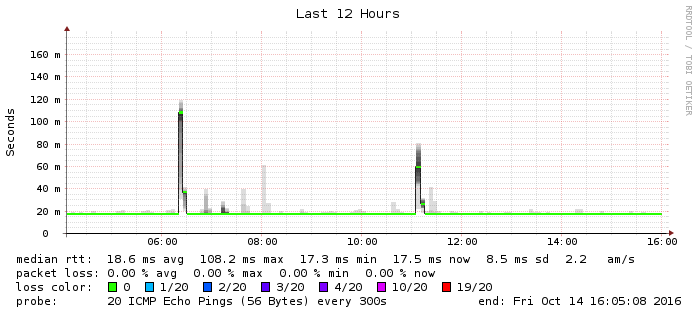 Last 12 Hours
RRDTOOL / TOBI OETIKER
Seconds
160 m
140 m
120 m
100 m
80 m
60 m
40 m
20 m
0
06:00 08:00 10:00 12:00 14:00 16:00
median rtt: 18.6 ms avg 108.2 ms max 17.3 ms min 17.5 ms now 8.5 ms sd 2.2 am/s
packet loss: 0.00 % avg 0.00 % max 0.00 % min 0.00 % now
loss color: 0 1/20 2/20 3/20 4/20 10/20 19/20
probe: 20 ICMP Echo Pings (56 Bytes) every 300s end: Fri Oct 14 16:05:08 2016